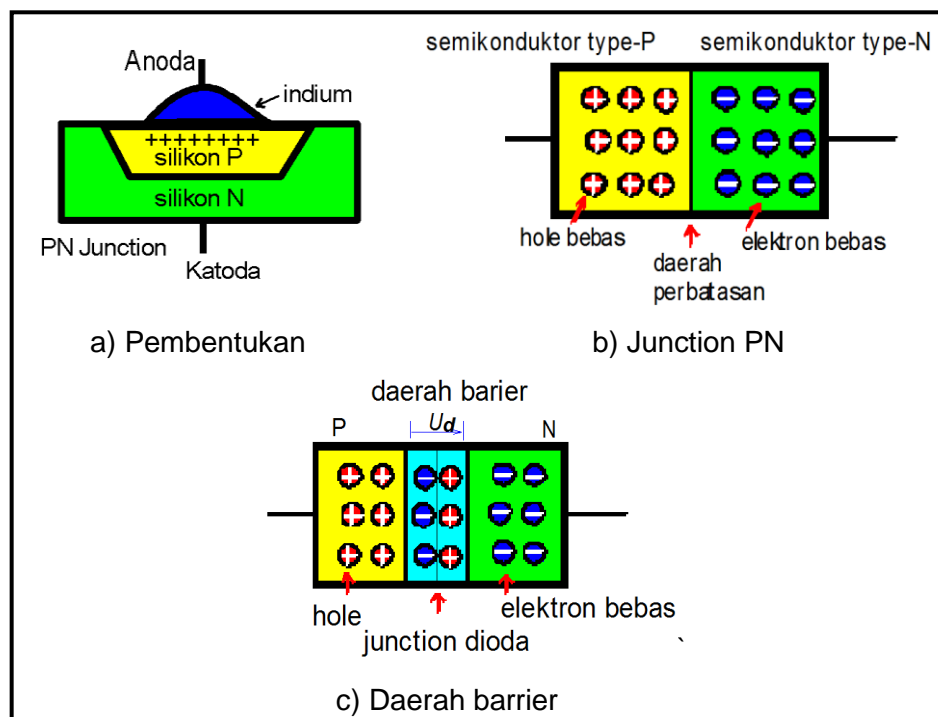 Anoda
indium
++++++++
silikon P
silikon N
PN Junction
Katoda
a) Pembentukan
semikonduktor type-P semikonduktor type-N
hole bebas
elektron bebas
daerah
perbatasan
b) Junction PN
daerah barier
P Ud N
hole
elektron bebas
junction dioda
`
c) Daerah barrier